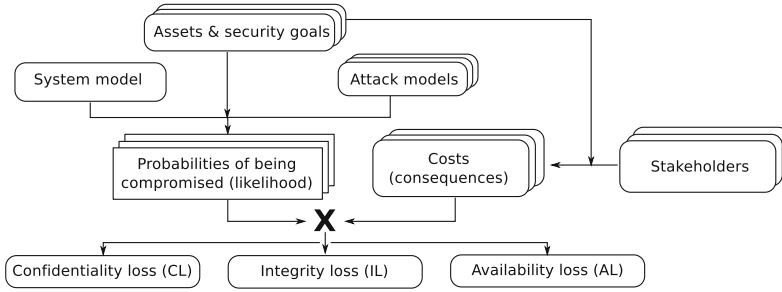 Assets & security goals
System model
Attack models
Probabilities of being
compromised (likelihood)
Costs
(consequences)
Stakeholders
X
Confidentiality loss (CL)
Integrity loss (IL)
Availability loss (AL)